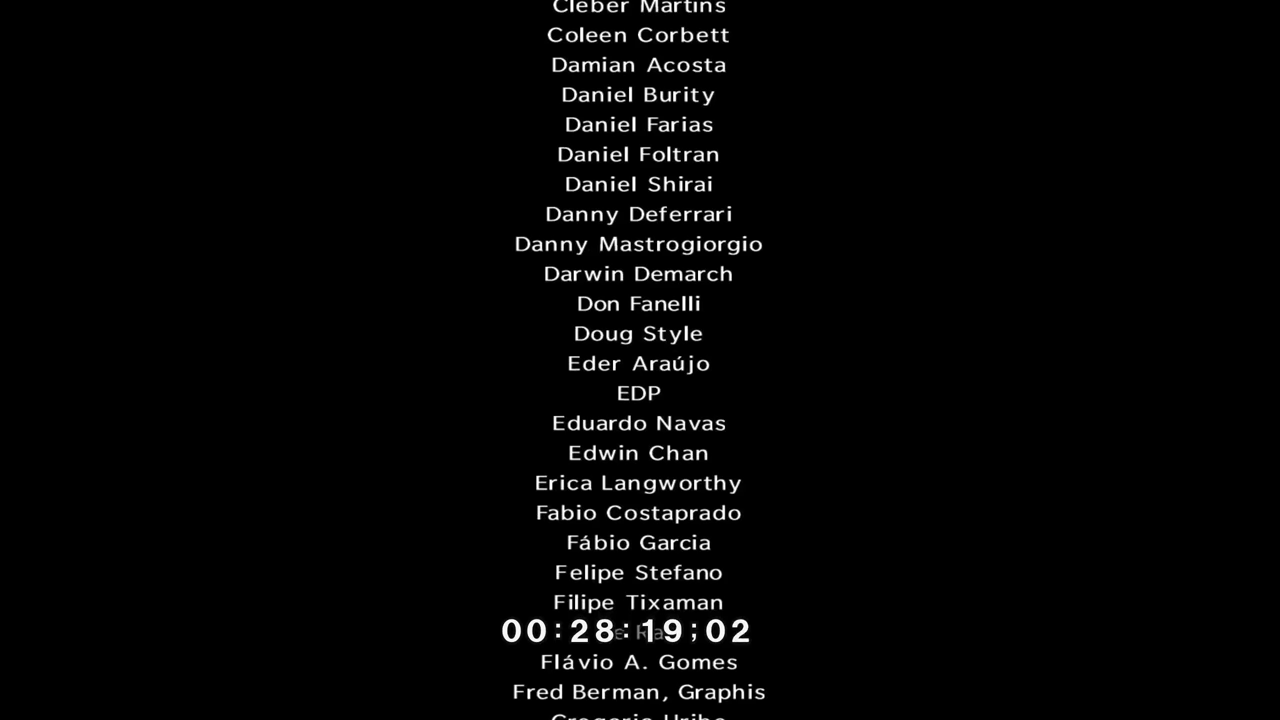 Cleber Martins
Coleen Corbett
Damian Acosta
Daniel Burity
Daniel Farias
Daniel Foltran
Daniel Shirai
Danny Deferrari
Danny Mastrogiorgio
Darwin Demarch
Don Fanelli
Doug Style
Eder Araújo
EDP
Eduardo Navas
Edwin Chan
Erica Langworthy
Fabio Costaprado
Fábio Garcia
Felipe Stefano
Filipe Tixaman
00:28:19;02
Flávio A. Gomes
Fred Berman, Graphis